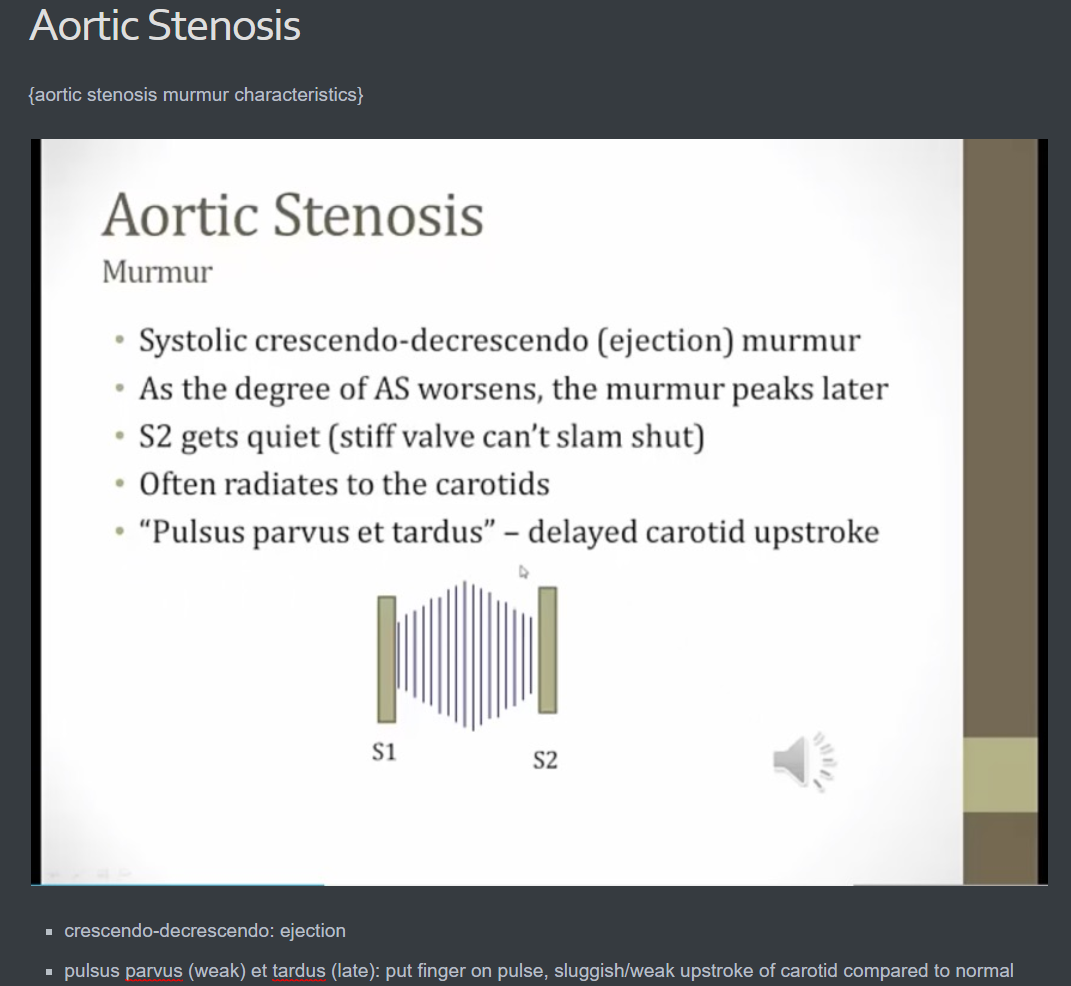 Aortic Stenosis
{aortic stenosis murmur characteristics}
Aortic Stenosis
Murmur
• Systolic crescendo-decrescendo (ejection) murmur
• As the degree of AS worsens, the murmur peaks later
• S2 gets quiet (stiff valve can't slam shut)
• Often radiates to the carotids
• “Pulsus parvus et tardus” – delayed carotid upstroke
S1
S2
▪ crescendo-decrescendo: ejection
▪ pulsus parvus (weak) et tardus (late): put finger on pulse, sluggish/weak upstroke of carotid compared to normal